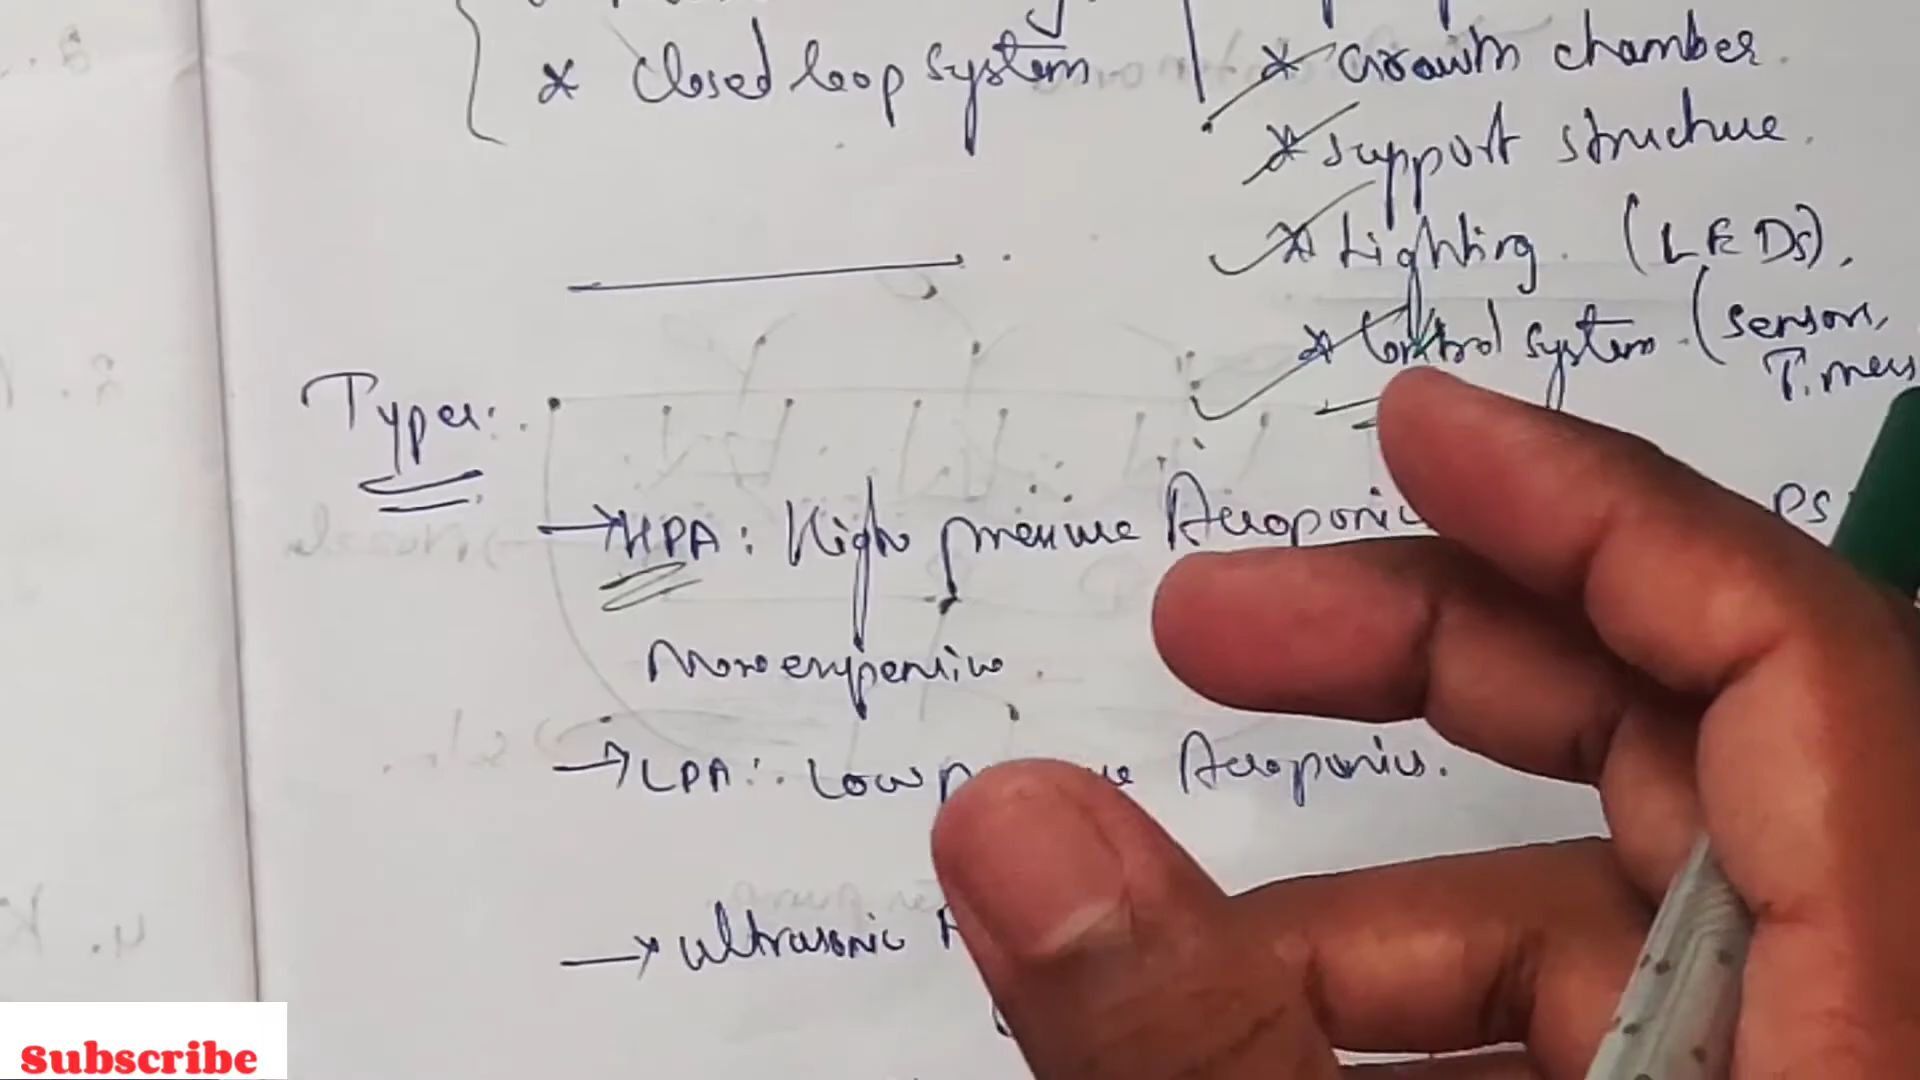 * Closed loop system
* Growth chamber.
* support structure.
* Lighting. (LEDs).
* Control system. (Sensors,
Timers
Types:
→ HPA: High pressure Aeroponic
PS
More expensive.
→ LPA: Low Aeroponics.
→ ultrasonic
Subscribe